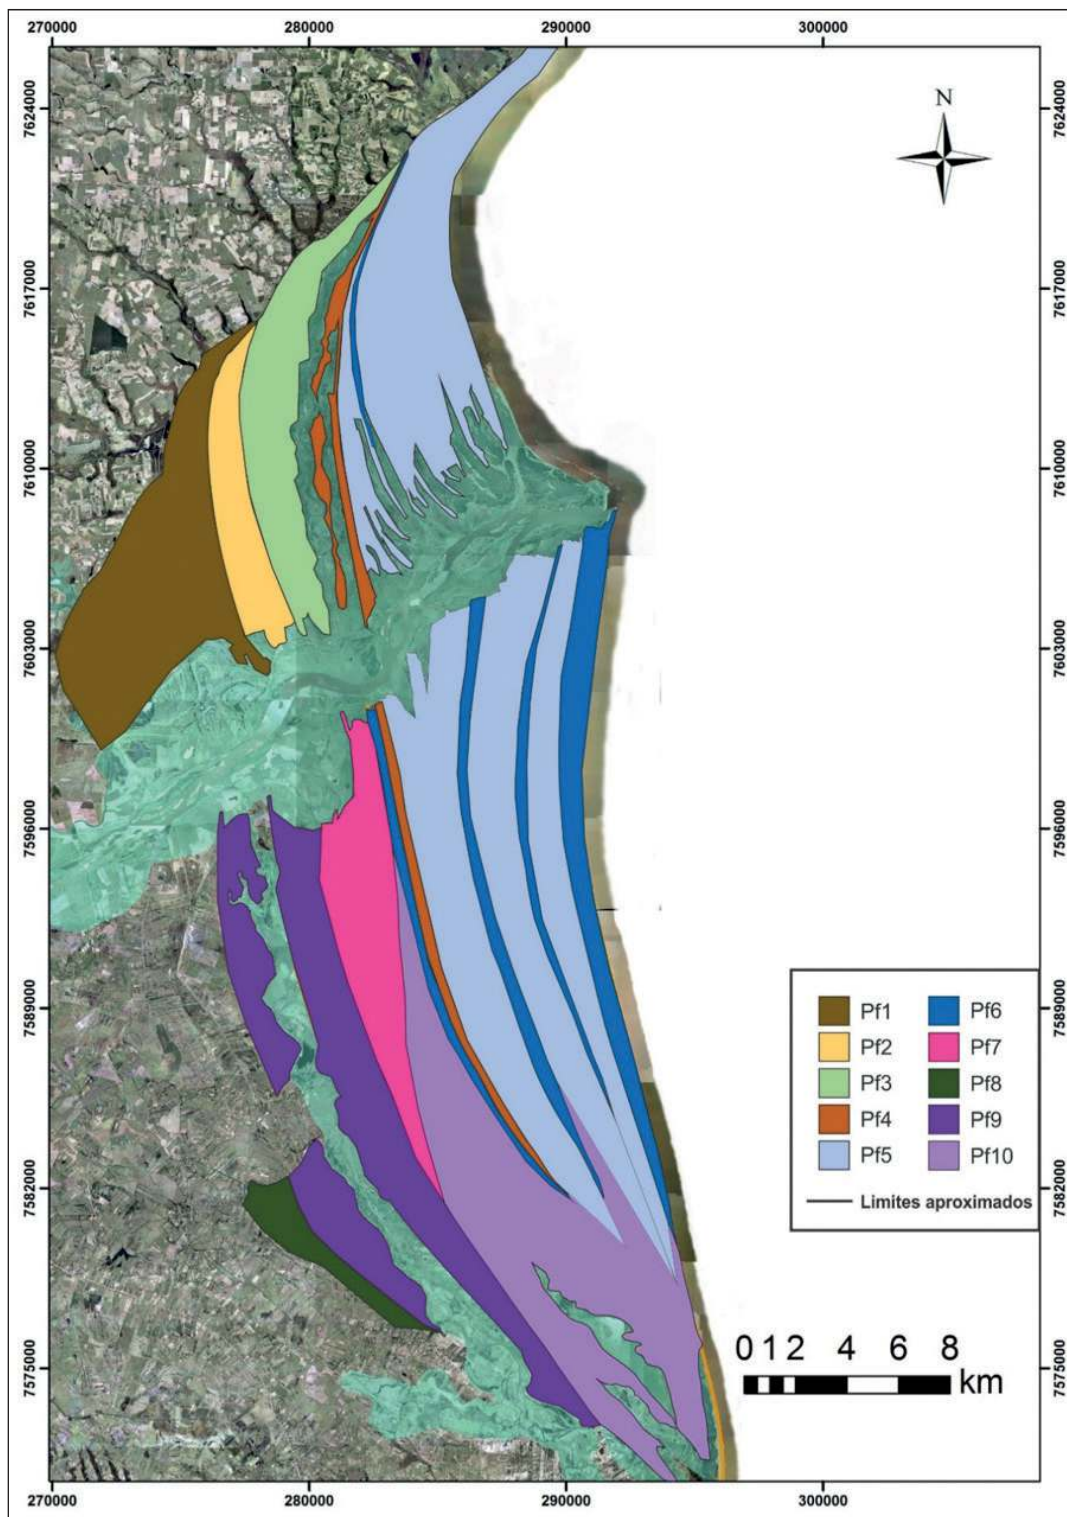 270000 280000 290000 300000
N
7624000 7624000
7617000 7617000
7610000 7610000
7603000 7603000
7596000 7596000
7589000 7589000
7582000 7582000
7575000 7575000
Pf1 Pf6
Pf2 Pf7
Pf3 Pf8
Pf4 Pf9
Pf5 Pf10
Limites aproximados
0 1 2 4 6 8
km
270000 280000 290000 300000